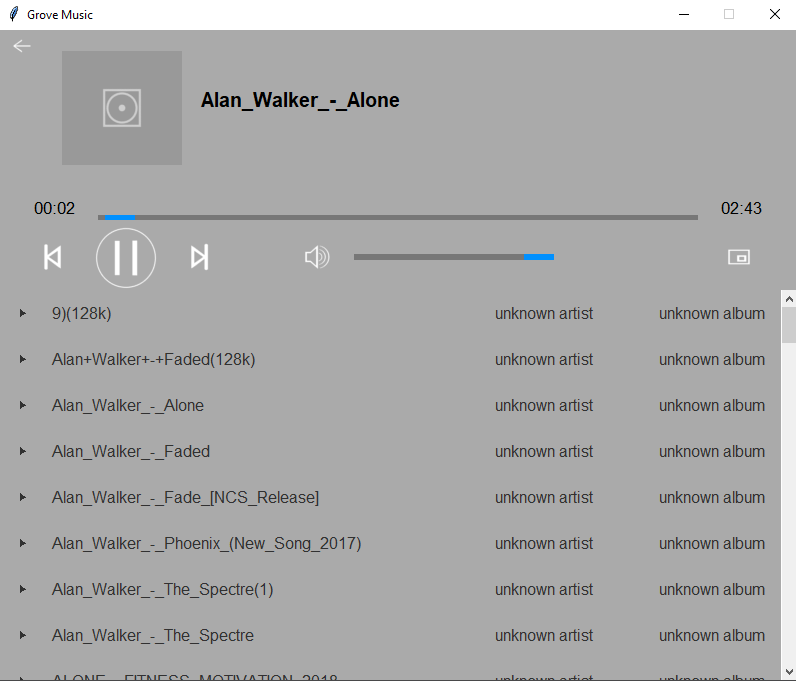 Grove Music
Alan_Walker_-_Alone
00:02 02:43
9)(128k) unknown artist unknown album
Alan+Walker+-+Faded(128k) unknown artist unknown album
Alan_Walker_-_Alone unknown artist unknown album
Alan_Walker_-_Faded unknown artist unknown album
Alan_Walker_-_Fade_[NCS_Release] unknown artist unknown album
Alan_Walker_-_Phoenix_(New_Song_2017) unknown artist unknown album
Alan_Walker_-_The_Spectre(1) unknown artist unknown album
Alan_Walker_-_The_Spectre unknown artist unknown album